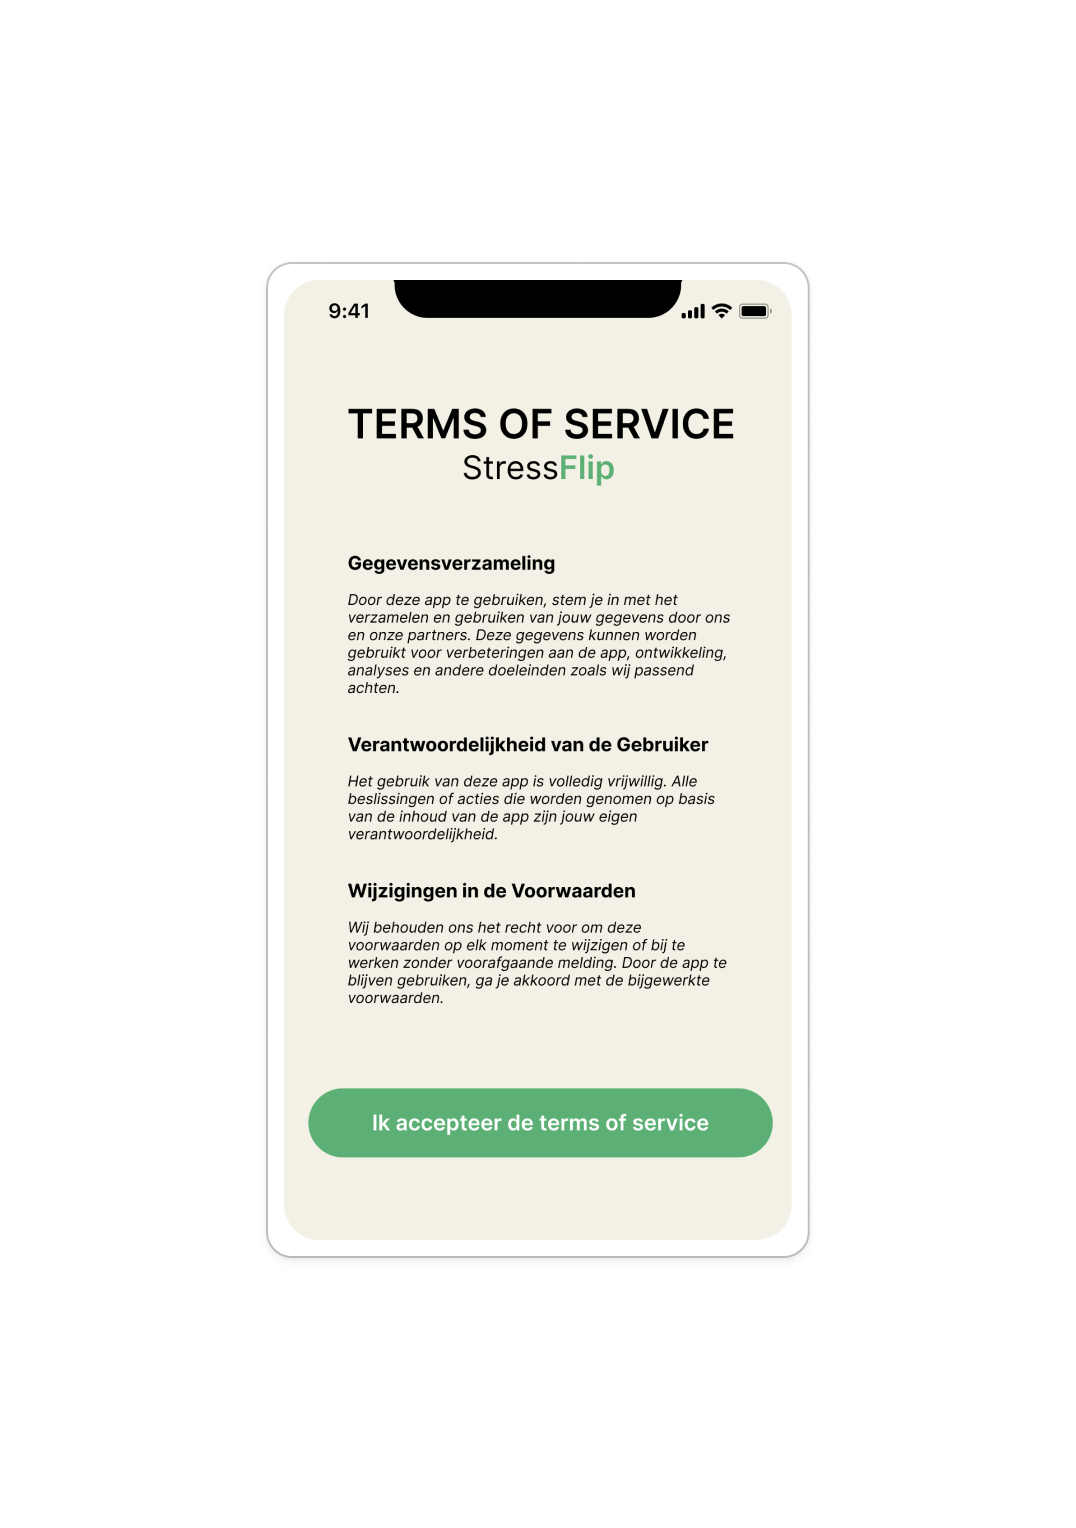 9:41
TERMS OF SERVICE
StressFlip
Gegevensverzameling
Door deze app te gebruiken, stem je in met het
verzamelen en gebruiken van jouw gegevens door ons
en onze partners. Deze gegevens kunnen worden
gebruikt voor verbeteringen aan de app, ontwikkeling,
analyses en andere doeleinden zoals wij passend
achten.
Verantwoordelijkheid van de Gebruiker
Het gebruik van deze app is volledig vrijwillig. Alle
beslissingen of acties die worden genomen op basis
van de inhoud van de app zijn jouw eigen
verantwoordelijkheid.
Wijzigingen in de Voorwaarden
Wij behouden ons het recht voor om deze
voorwaarden op elk moment te wijzigen of bij te
werken zonder voorafgaande melding. Door de app te
blijven gebruiken, ga je akkoord met de bijgewerkte
voorwaarden.
Ik accepteer de terms of service